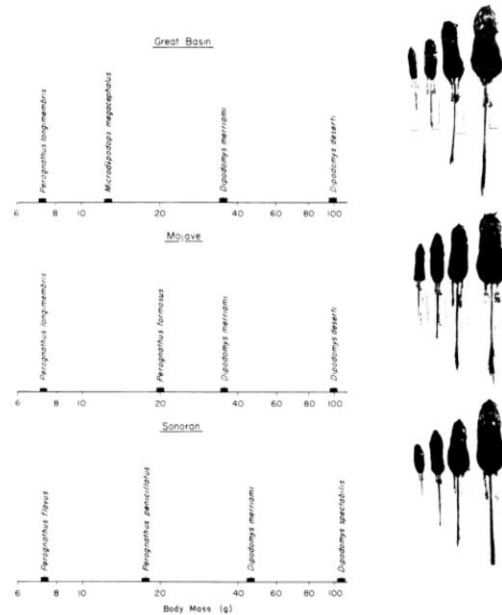 Great Basin
Perognathus longimembris
Microdipodops megacephalus
Dipodomys merriami
Dipodomys deserti
6 8 10 20 40 60 80 100
Mojave
Perognathus longimembris
Perognathus formosus
Dipodomys merriami
Dipodomys deserti
6 8 10 20 40 60 80 100
Sonoran
Perognathus flavus
Perognathus penicillatus
Dipodomys merriami
Dipodomys spectabilis
6 8 10 20 40 60 80 100
Body Mass (g)